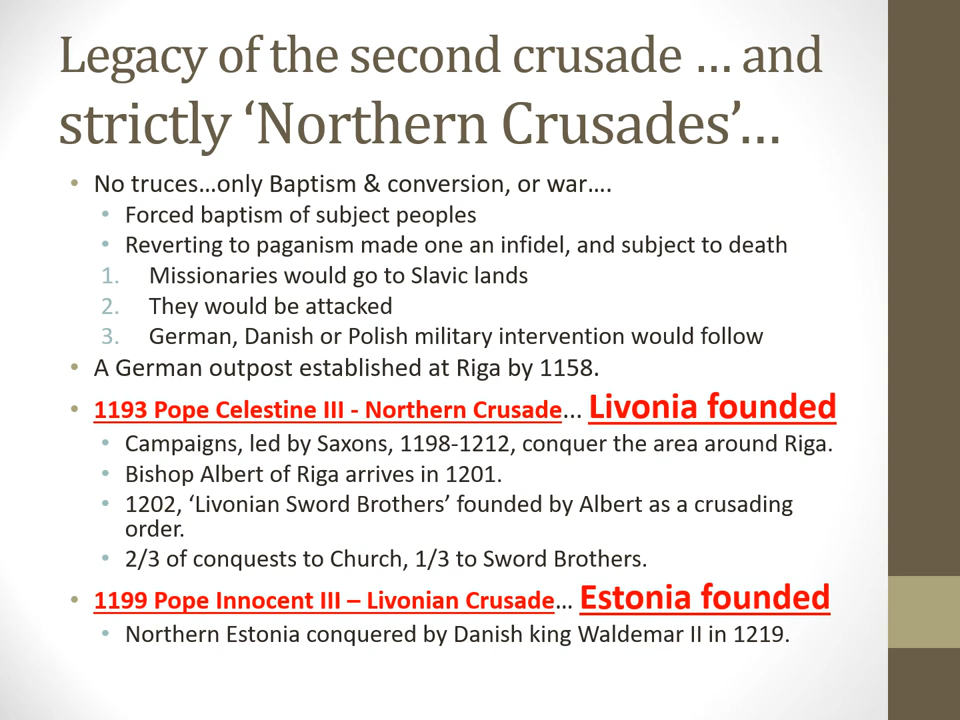 Legacy of the second crusade … and
strictly ‘Northern Crusades’…
• No truces…only Baptism & conversion, or war….
• Forced baptism of subject peoples
• Reverting to paganism made one an infidel, and subject to death
1. Missionaries would go to Slavic lands
2. They would be attacked
3. German, Danish or Polish military intervention would follow
• A German outpost established at Riga by 1158.
• 1193 Pope Celestine III - Northern Crusade... Livonia founded
• Campaigns, led by Saxons, 1198-1212, conquer the area around Riga.
• Bishop Albert of Riga arrives in 1201.
• 1202, ‘Livonian Sword Brothers’ founded by Albert as a crusading
order.
• 2/3 of conquests to Church, 1/3 to Sword Brothers.
• 1199 Pope Innocent III – Livonian Crusade… Estonia founded
• Northern Estonia conquered by Danish king Waldemar II in 1219.